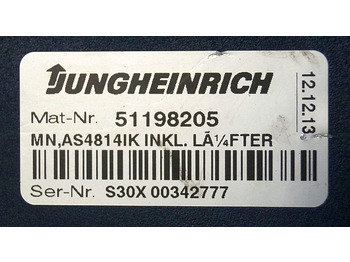 JUNGHEINRICH
Mat-Nr. 51198205
MN,AS4814IK INKL. LÃ¼FTER
Ser-Nr. S30X 00342777
12.12.13